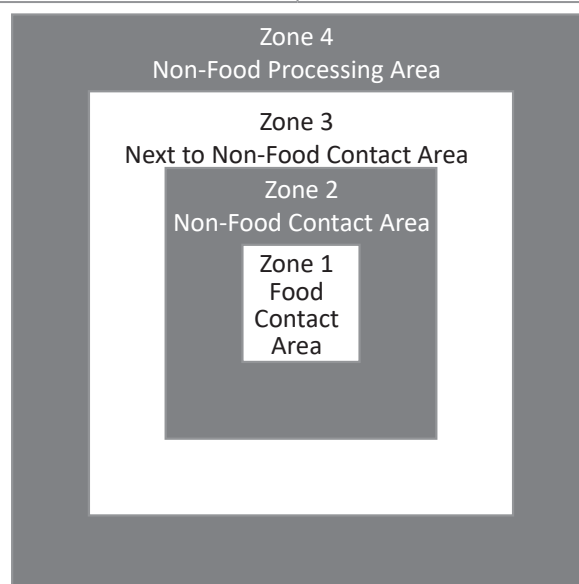 Zone 4
Non-Food Processing Area
Zone 3
Next to Non-Food Contact Area
Zone 2
Non-Food Contact Area
Zone 1
Food
Contact
Area